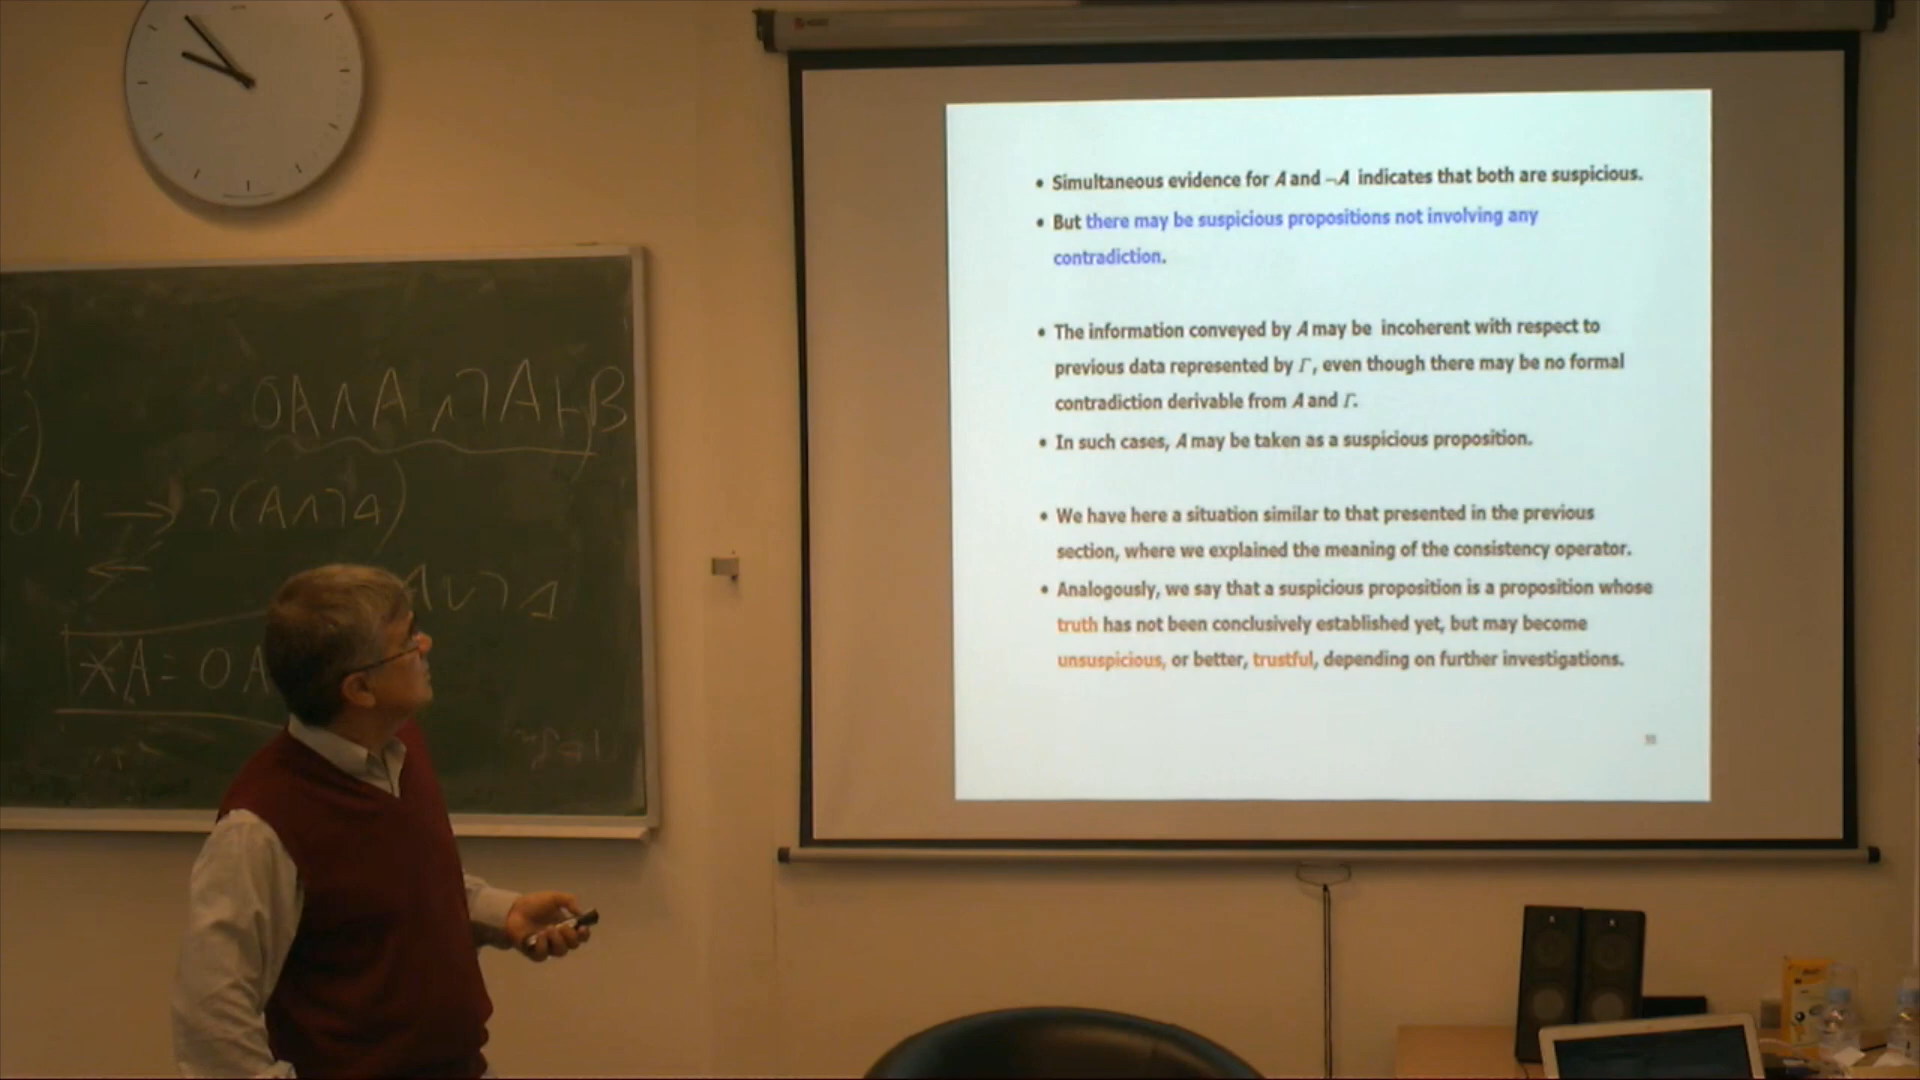 OA∧A∧¬A⊢B
OA → ¬(A∧¬A)
←
A∨¬A
*A = OA
• Simultaneous evidence for A and ¬A indicates that both are suspicious.
• But there may be suspicious propositions not involving any
contradiction.
• The information conveyed by A may be incoherent with respect to
previous data represented by Γ, even though there may be no formal
contradiction derivable from A and Γ.
• In such cases, A may be taken as a suspicious proposition.
• We have here a situation similar to that presented in the previous
section, where we explained the meaning of the consistency operator.
• Analogously, we say that a suspicious proposition is a proposition whose
truth has not been conclusively established yet, but may become
unsuspicious, or better, trustful, depending on further investigations.